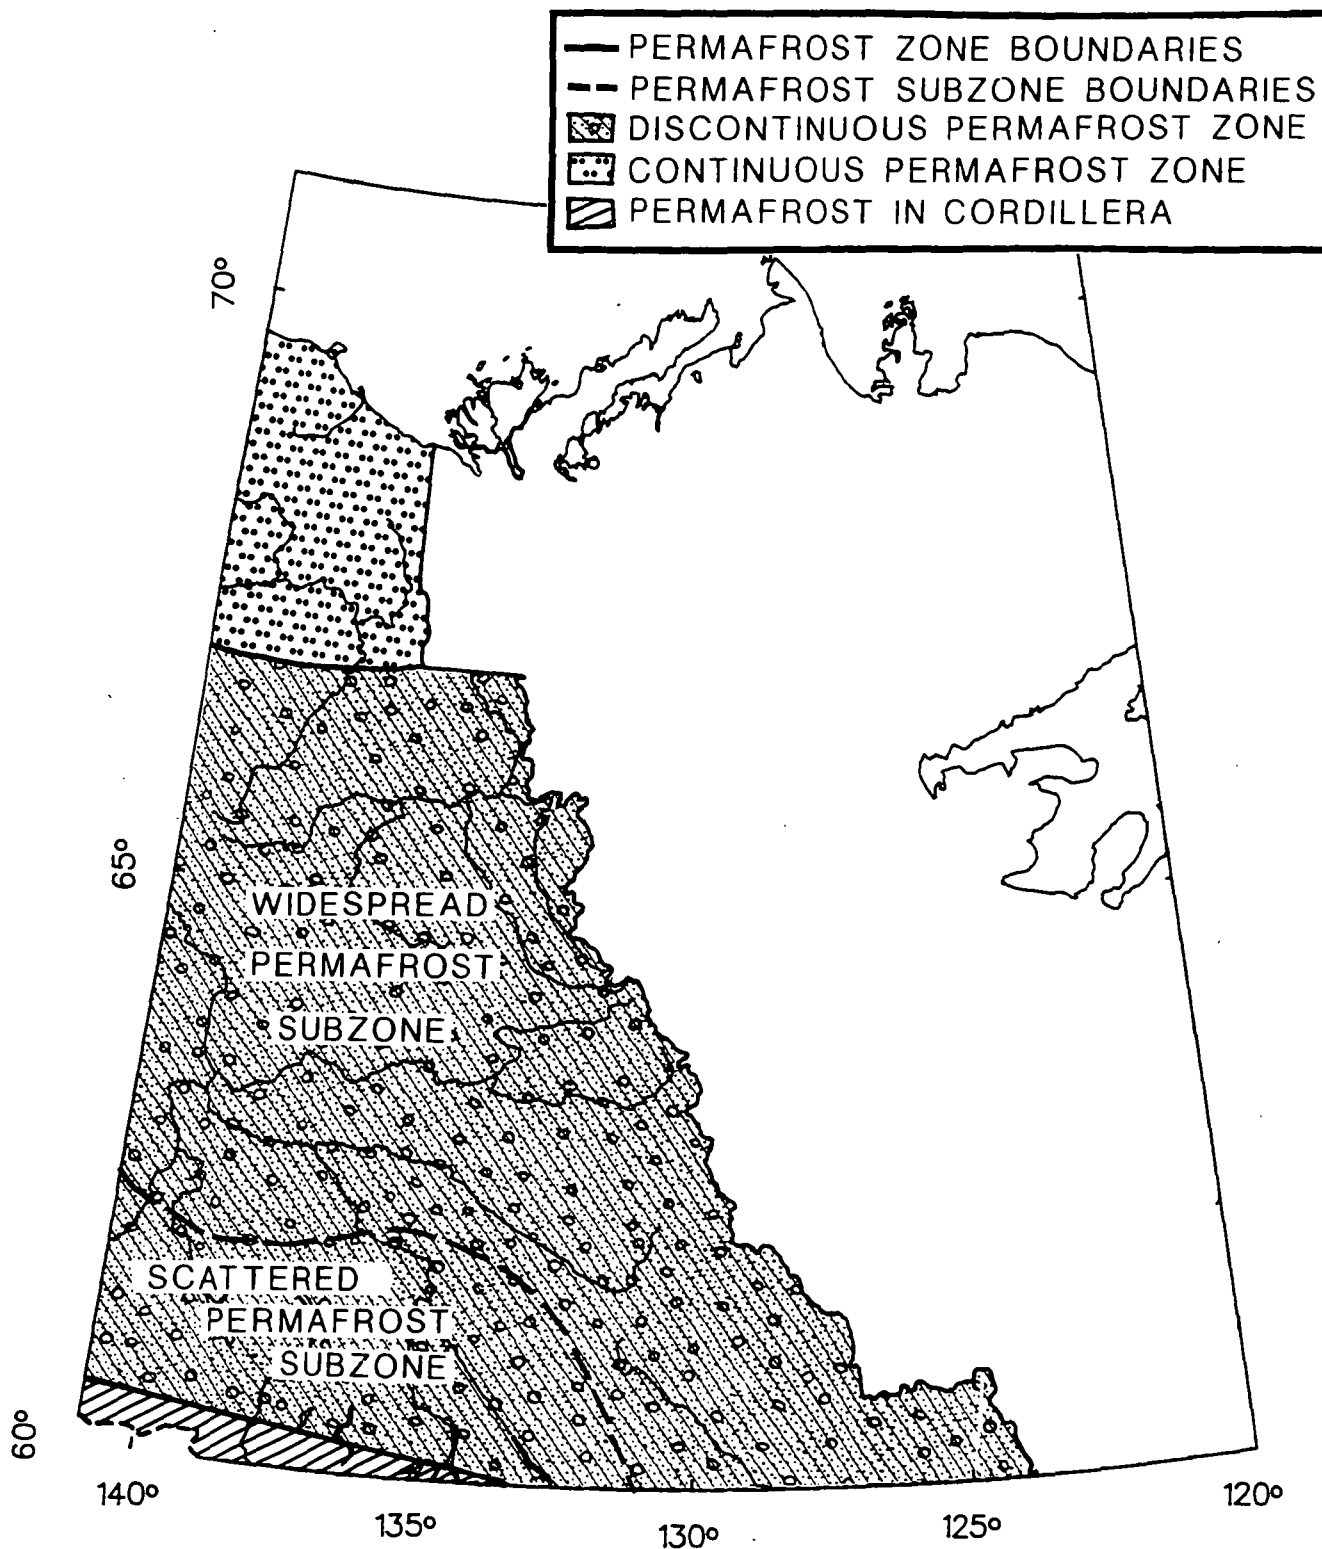 PERMAFROST ZONE BOUNDARIES
PERMAFROST SUBZONE BOUNDARIES
DISCONTINUOUS PERMAFROST ZONE
CONTINUOUS PERMAFROST ZONE
PERMAFROST IN CORDILLERA
70°
65°
WIDESPREAD
PERMAFROST
SUBZONE
SCATTERED
PERMAFROST
SUBZONE
60°
140°
135°
130°
125°
120°